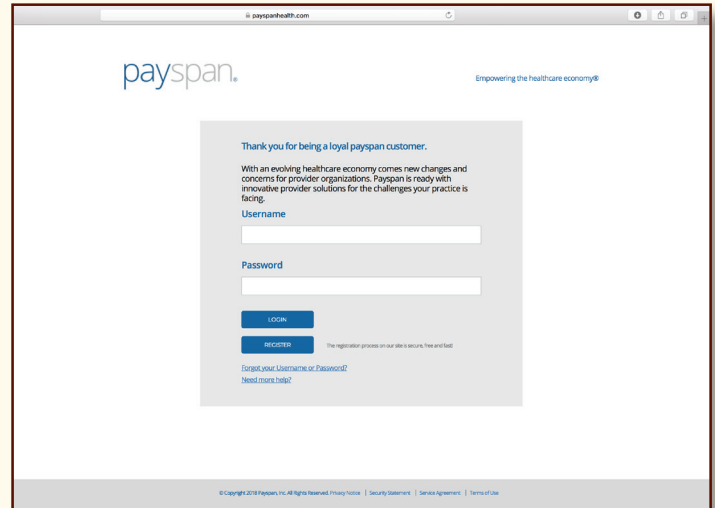 payspanhealth.com
payspan®
Empowering the healthcare economy®
Thank you for being a loyal payspan customer.
With an evolving healthcare economy comes new changes and
concerns for provider organizations. Payspan is ready with
innovative provider solutions for the challenges your practice is
facing.
Username
Password
LOGIN
REGISTER The registration process on our site is secure, free and fast!
Forgot your Username or Password?
Need more help?
© Copyright 2018 Payspan, Inc. All Rights Reserved. Privacy Notice | Security Statement | Service Agreement | Terms of Use